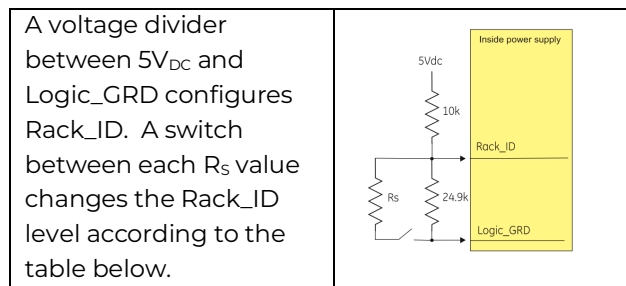 A voltage divider
between 5VDC and
Logic_GRD configures
Rack_ID. A switch
between each RS value
changes the Rack_ID
level according to the
table below.
Inside power supply
5Vdc
10k
Rack_ID
Rs
24.9k
Logic_GRD